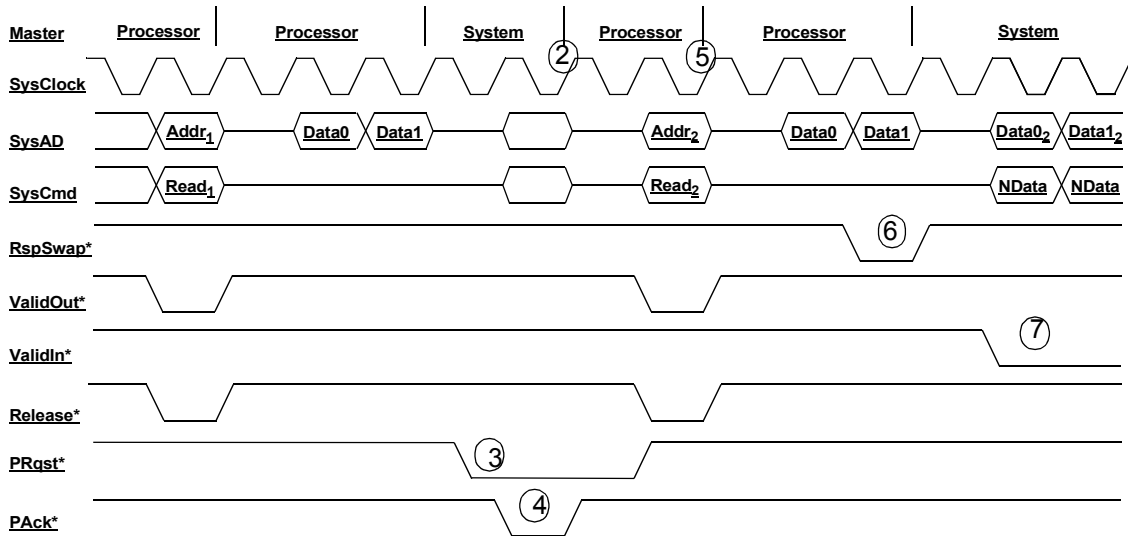 Master Processor Processor System Processor Processor System
2 5
SysClock
SysAD Addr1 Data0 Data1 Addr2 Data0 Data1 Data02 Data12
SysCmd Read1 Read2 NData NData
RspSwap* 6
ValidOut*
ValidIn* 7
Release*
PRqst* 3
PAck* 4